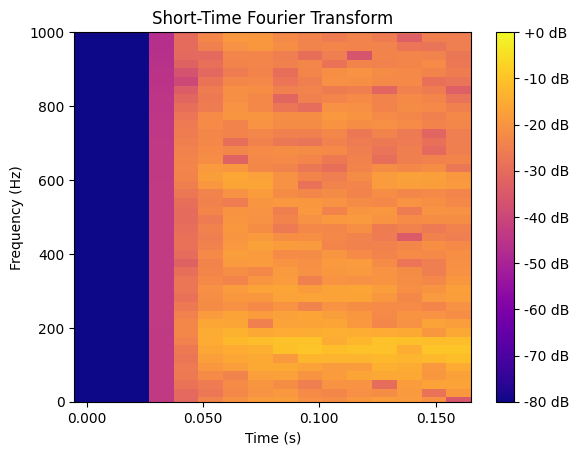 Short-Time Fourier Transform
1000
800
600
400
200
0
Frequency (Hz)
0.000
0.050
0.100
0.150
Time (s)
+0 dB
-10 dB
-20 dB
-30 dB
-40 dB
-50 dB
-60 dB
-70 dB
-80 dB